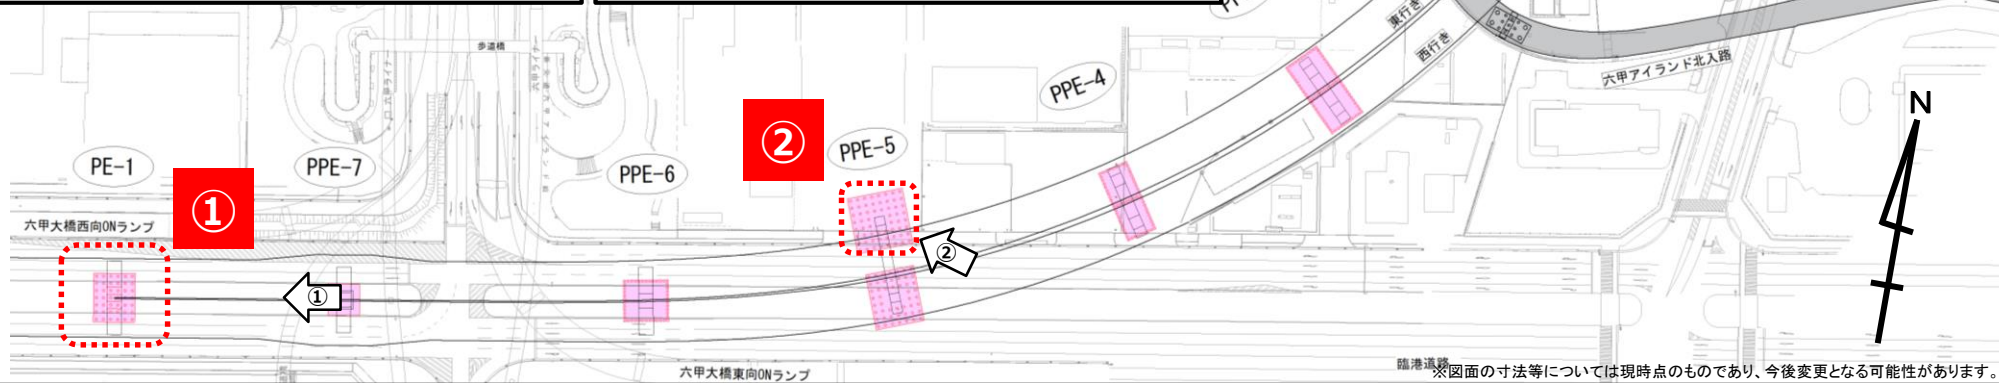 東行き
西行き
六甲アイランド北入路
歩道橋
PPE-4
N
②
PPE-5
PE-1
PPE-7
PPE-6
①
六甲大橋西向ONランプ
②
①
臨港道路
六甲大橋東向ONランプ
※図面の寸法等については現時点のものであり、今後変更となる可能性があります。